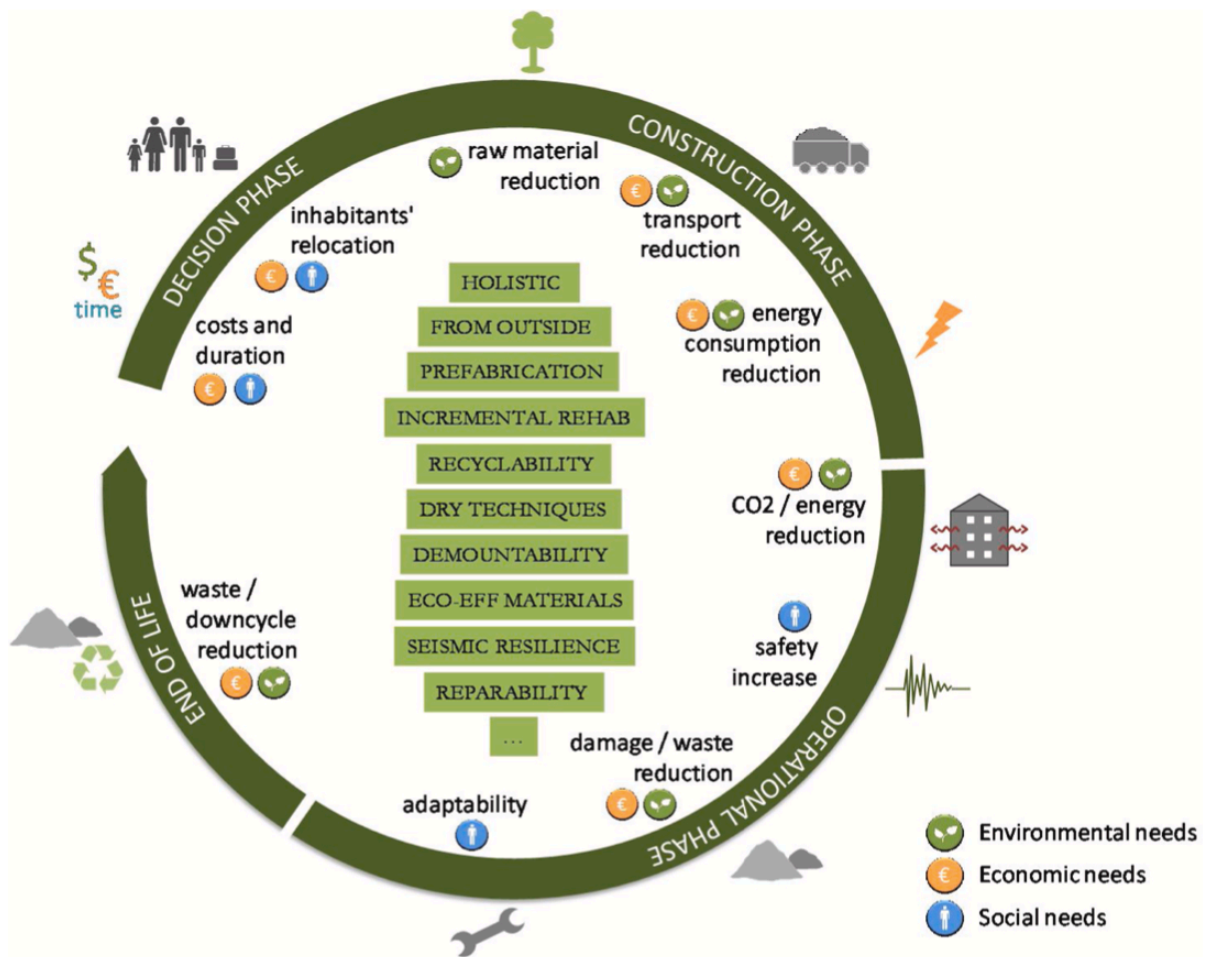 DECISION PHASE
CONSTRUCTION PHASE
OPERATIONAL PHASE
END OF LIFE
$
€
time
costs and
duration
€
inhabitants'
relocation
€
raw material
reduction
€
transport
reduction
€
energy
consumption
reduction
€
CO2 / energy
reduction
safety
increase
damage / waste
reduction
€
adaptability
waste /
downcycle
reduction
€
HOLISTIC
FROM OUTSIDE
PREFABRICATION
INCREMENTAL REHAB
RECYCLABILITY
DRY TECHNIQUES
DEMOUNTABILITY
ECO-EFF MATERIALS
SEISMIC RESILIENCE
REPARABILITY
...
Environmental needs
€ Economic needs
Social needs